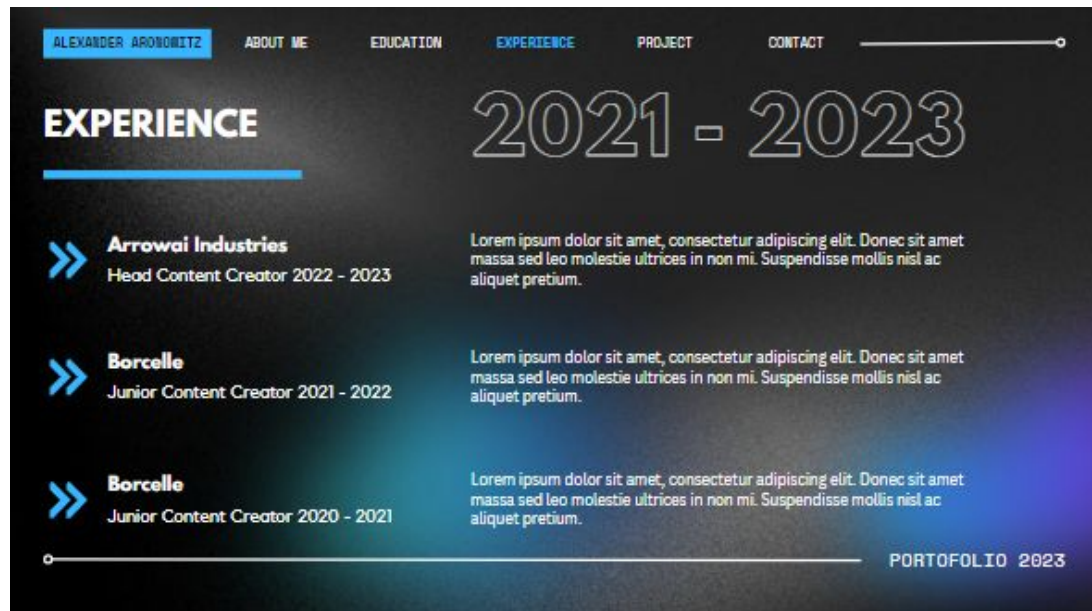 ALEXANDER ARONOWITZ ABOUT ME EDUCATION EXPERIENCE PROJECT CONTACT
EXPERIENCE
2021 - 2023
Arrowai Industries
Head Content Creator 2022 - 2023
Lorem ipsum dolor sit amet, consectetur adipiscing elit. Donec sit amet
massa sed leo molestie ultrices in non mi. Suspendisse mollis nisl ac
aliquet pretium.
Borcelle
Junior Content Creator 2021 - 2022
Lorem ipsum dolor sit amet, consectetur adipiscing elit. Donec sit amet
massa sed leo molestie ultrices in non mi. Suspendisse mollis nisl ac
aliquet pretium.
Borcelle
Junior Content Creator 2020 - 2021
Lorem ipsum dolor sit amet, consectetur adipiscing elit. Donec sit amet
massa sed leo molestie ultrices in non mi. Suspendisse mollis nisl ac
aliquet pretium.
PORTOFOLIO 2023